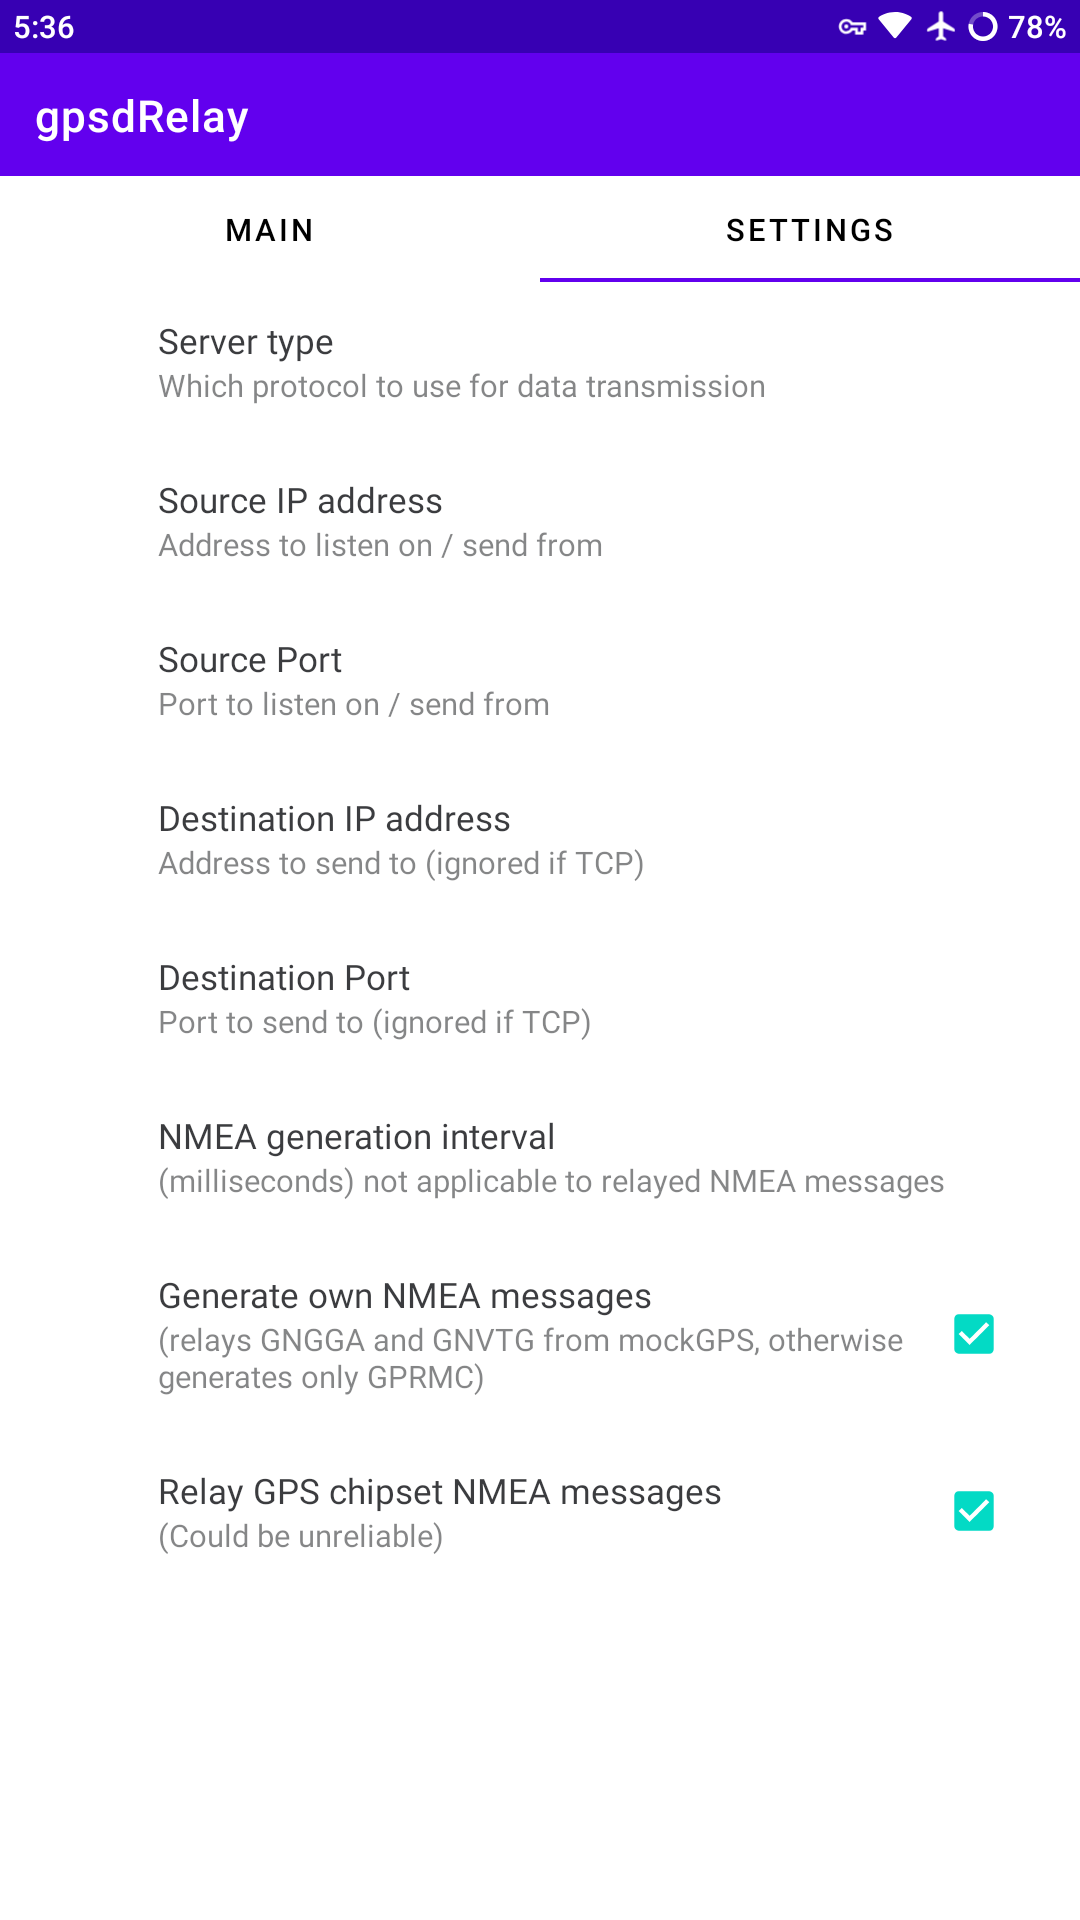 5:36
78%
gpsdRelay
MAIN
SETTINGS
Server type
Which protocol to use for data transmission
Source IP address
Address to listen on / send from
Source Port
Port to listen on / send from
Destination IP address
Address to send to (ignored if TCP)
Destination Port
Port to send to (ignored if TCP)
NMEA generation interval
(milliseconds) not applicable to relayed NMEA messages
Generate own NMEA messages
(relays GNGGA and GNVTG from mockGPS, otherwise
generates only GPRMC)
Relay GPS chipset NMEA messages
(Could be unreliable)